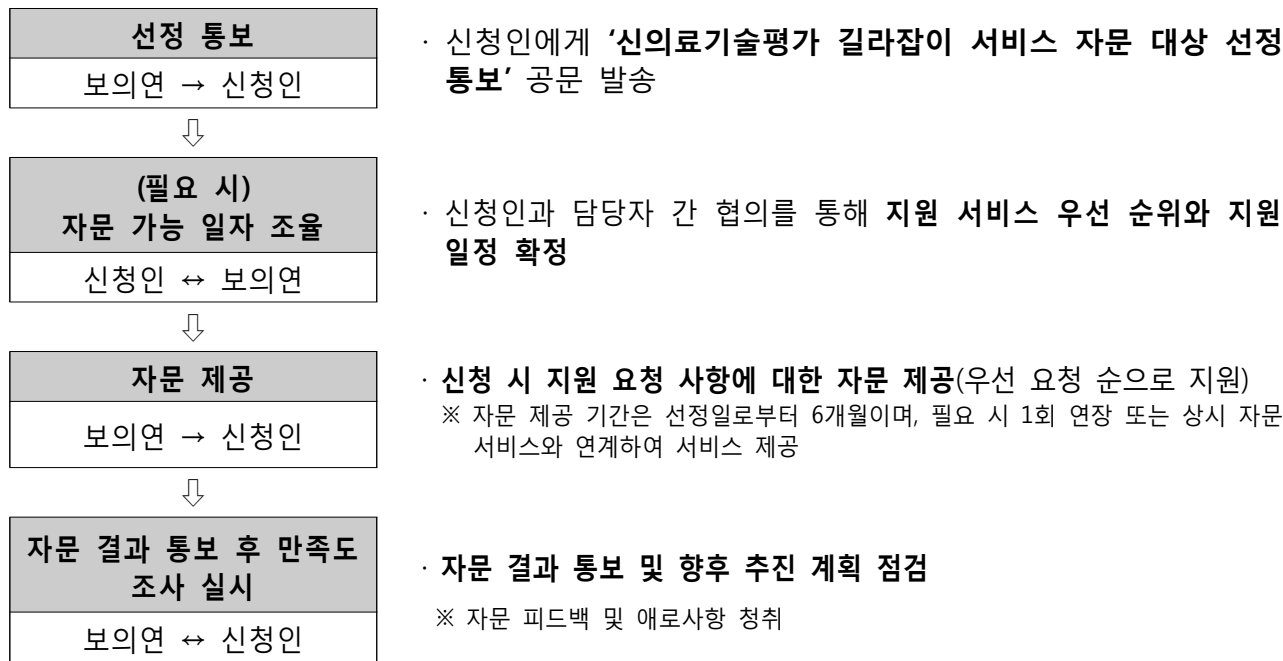 선정 통보
보의연 → 신청인
· 신청인에게 ‘신의료기술평가 길라잡이 서비스 자문 대상 선정
통보’ 공문 발송
⇩
(필요 시)
자문 가능 일자 조율
신청인 ↔ 보의연
· 신청인과 담당자 간 협의를 통해 지원 서비스 우선 순위와 지원
일정 확정
⇩
자문 제공
보의연 → 신청인
· 신청 시 지원 요청 사항에 대한 자문 제공(우선 요청 순으로 지원)
※ 자문 제공 기간은 선정일로부터 6개월이며, 필요 시 1회 연장 또는 상시 자문
서비스와 연계하여 서비스 제공
⇩
자문 결과 통보 후 만족도
조사 실시
보의연 ↔ 신청인
· 자문 결과 통보 및 향후 추진 계획 점검
※ 자문 피드백 및 애로사항 청취